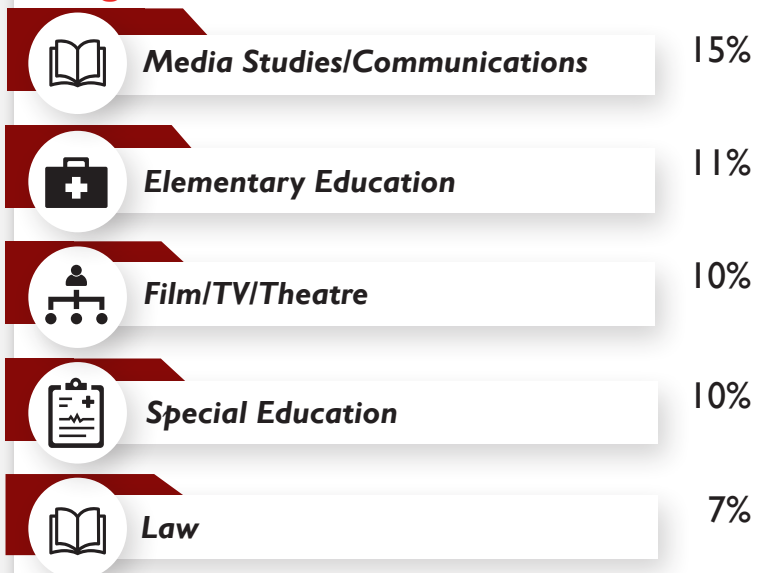 Media Studies/Communications 15%
Elementary Education 11%
Film/TV/Theatre 10%
Special Education 10%
Law 7%